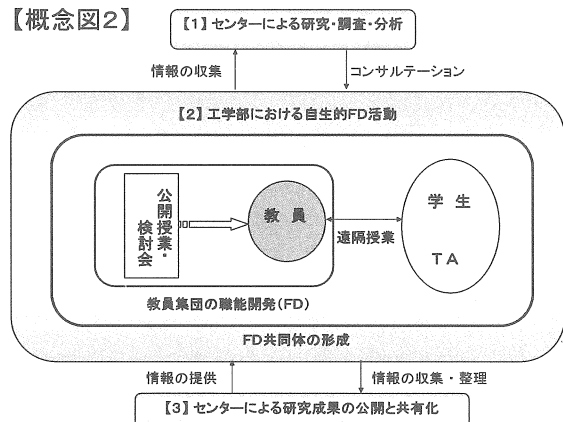 【概念図2】
【1】センターによる研究・調査・分析
情報の収集
コンサルテーション
【2】工学部における自生的FD活動
公開授業・
検討会
教 員
学 生
遠隔授業
TA
教員集団の職能開発(FD)
FD共同体の形成
情報の提供
情報の収集・整理
【3】センターによる研究成果の公開と共有化